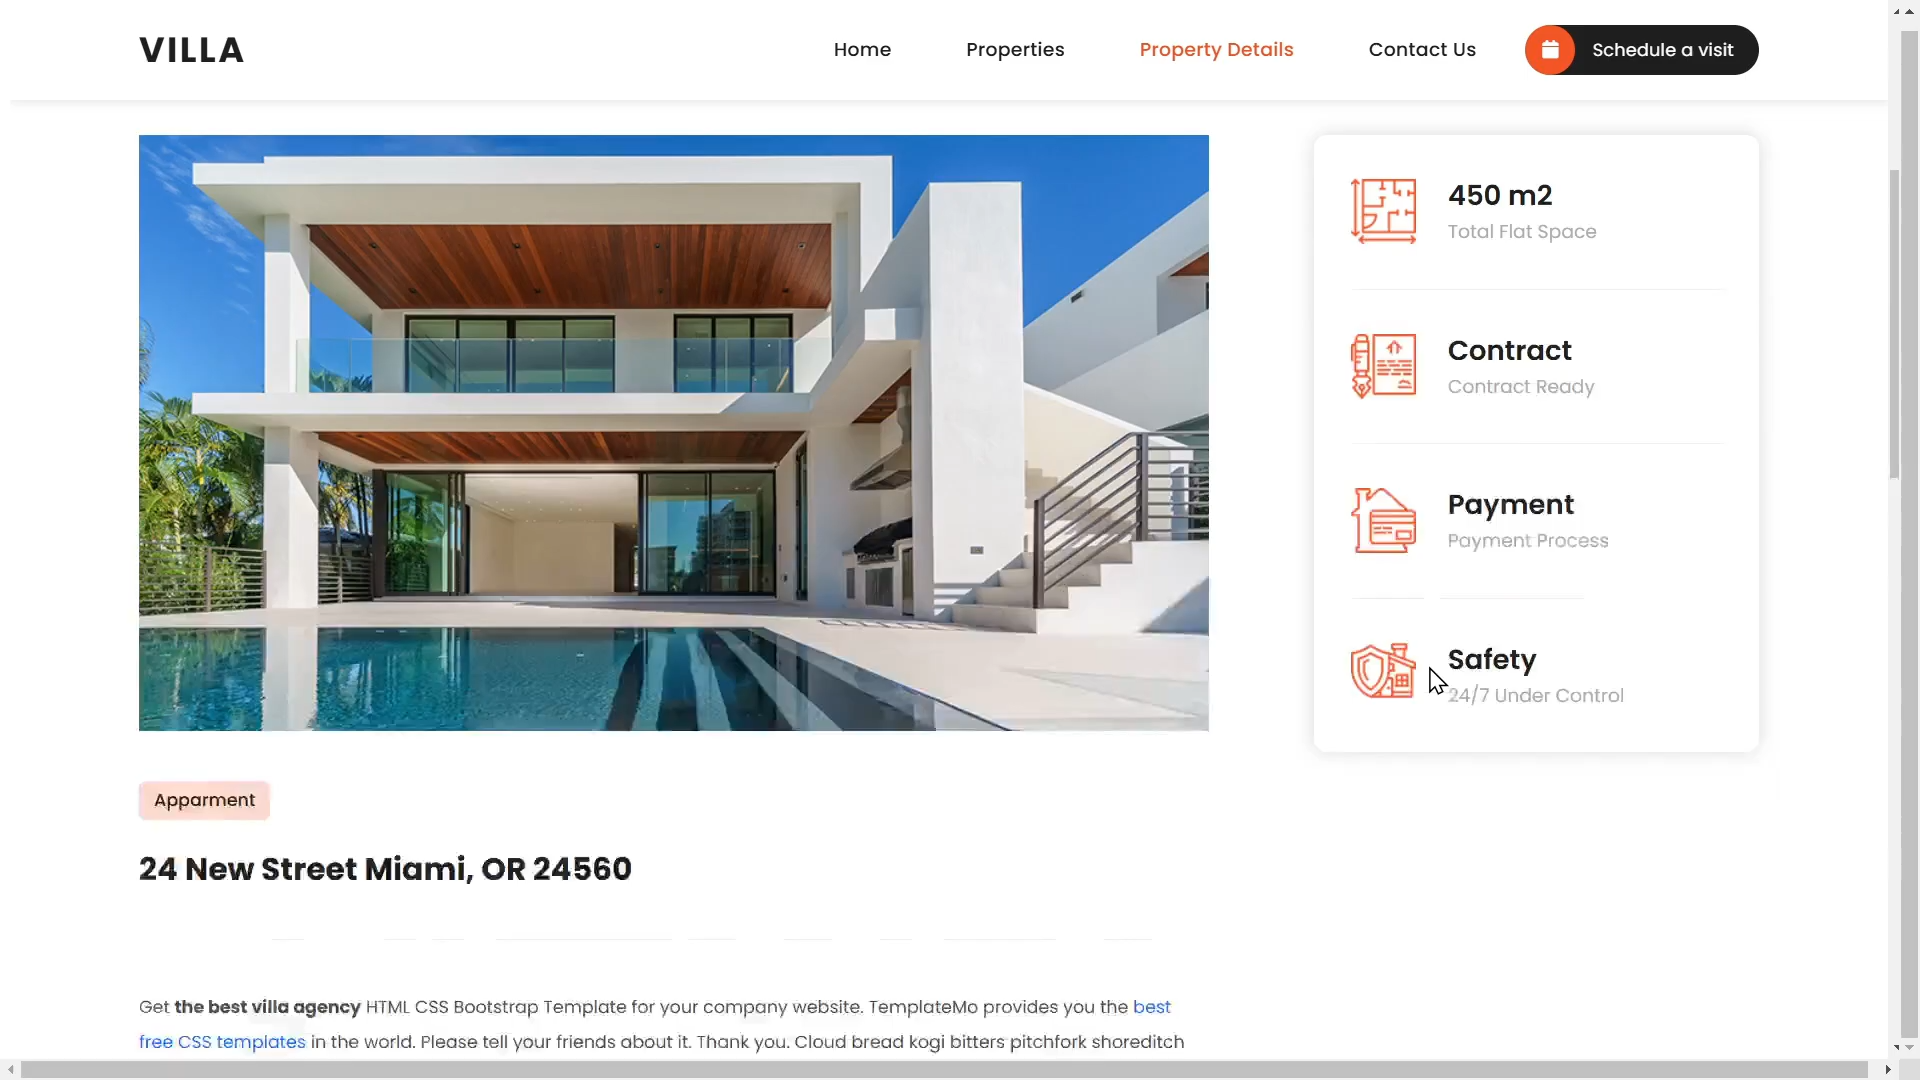 VILLA
Home
Properties
Property Details
Contact Us
Schedule a visit
450 m2
Total Flat Space
Contract
Contract Ready
Payment
Payment Process
Safety
24/7 Under Control
Apparment
24 New Street Miami, OR 24560
Get the best villa agency HTML CSS Bootstrap Template for your company website. TemplateMo provides you the best
free CSS templates in the world. Please tell your friends about it. Thank you. Cloud bread kogi bitters pitchfork shoreditch